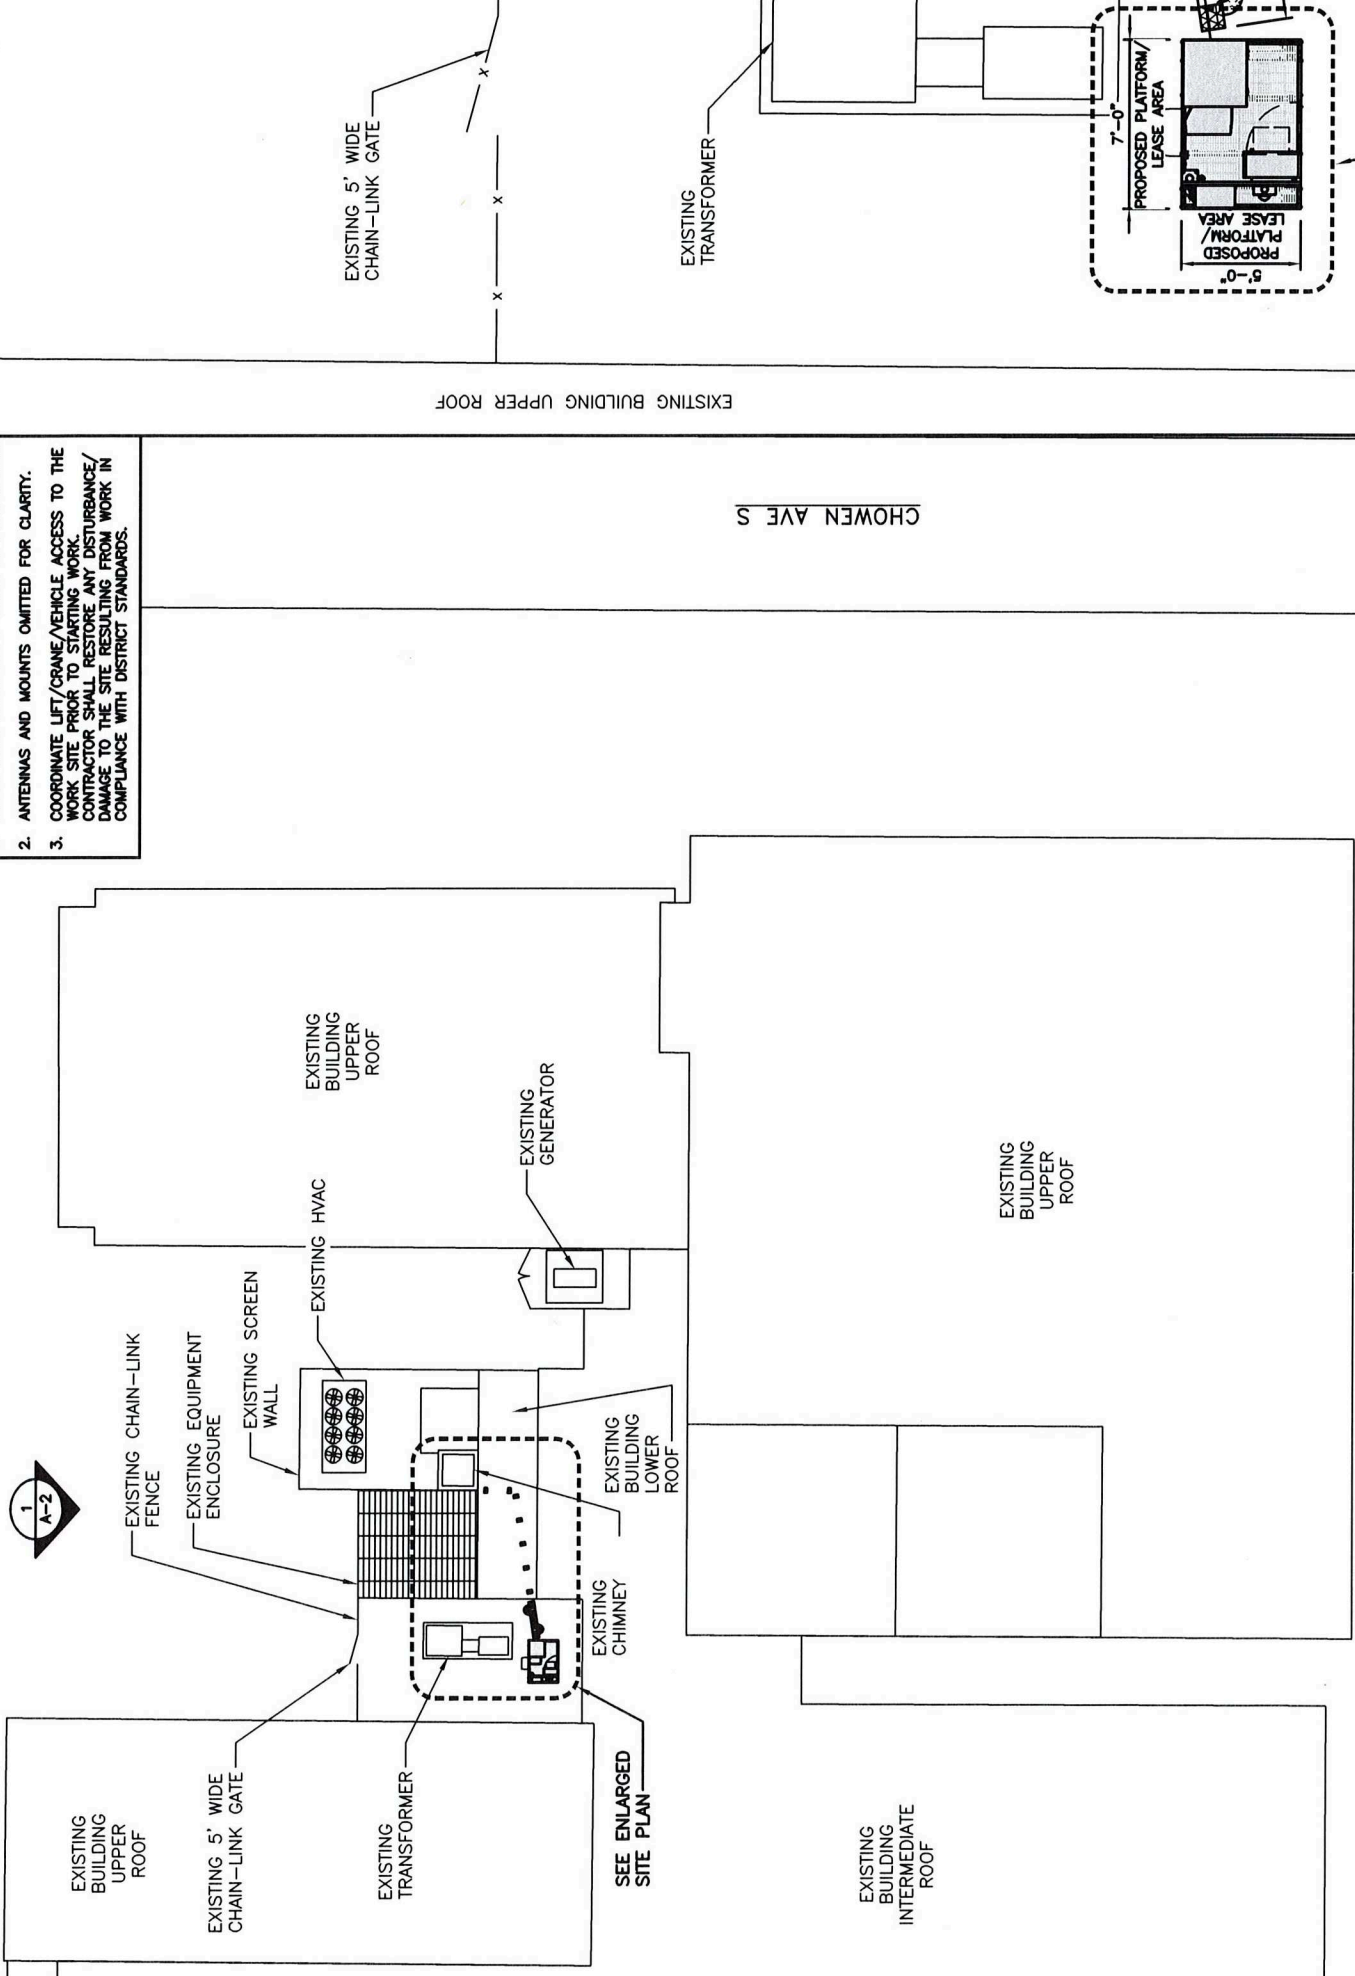 EXISTING 5' WIDE
CHAIN-LINK GATE
EXISTING
TRANSFORMER
7'-0"
PROPOSED PLATFORM/
LEASE AREA
5'-0"
PROPOSED
PLATFORM/
LEASE AREA
X
X
X
EXISTING BUILDING UPPER ROOF
2. ANTENNAS AND MOUNTS OMITTED FOR CLARITY.
3. COORDINATE LIFT/CRANE/VEHICLE ACCESS TO THE
WORK SITE PRIOR TO STARTING WORK.
CONTRACTOR SHALL RESTORE ANY DISTURBANCE/
DAMAGE TO THE SITE RESULTING FROM WORK IN
COMPLIANCE WITH DISTRICT STANDARDS.
CHOWEN AVE S
1
A-2
EXISTING CHAIN-LINK
FENCE
EXISTING EQUIPMENT
ENCLOSURE
EXISTING SCREEN
WALL
EXISTING HVAC
EXISTING
BUILDING
UPPER
ROOF
EXISTING
GENERATOR
EXISTING
BUILDING
LOWER
ROOF
EXISTING
CHIMNEY
EXISTING
BUILDING
UPPER
ROOF
EXISTING
BUILDING
UPPER
ROOF
EXISTING 5' WIDE
CHAIN-LINK GATE
EXISTING
TRANSFORMER
SEE ENLARGED
SITE PLAN
EXISTING
BUILDING
INTERMEDIATE
ROOF